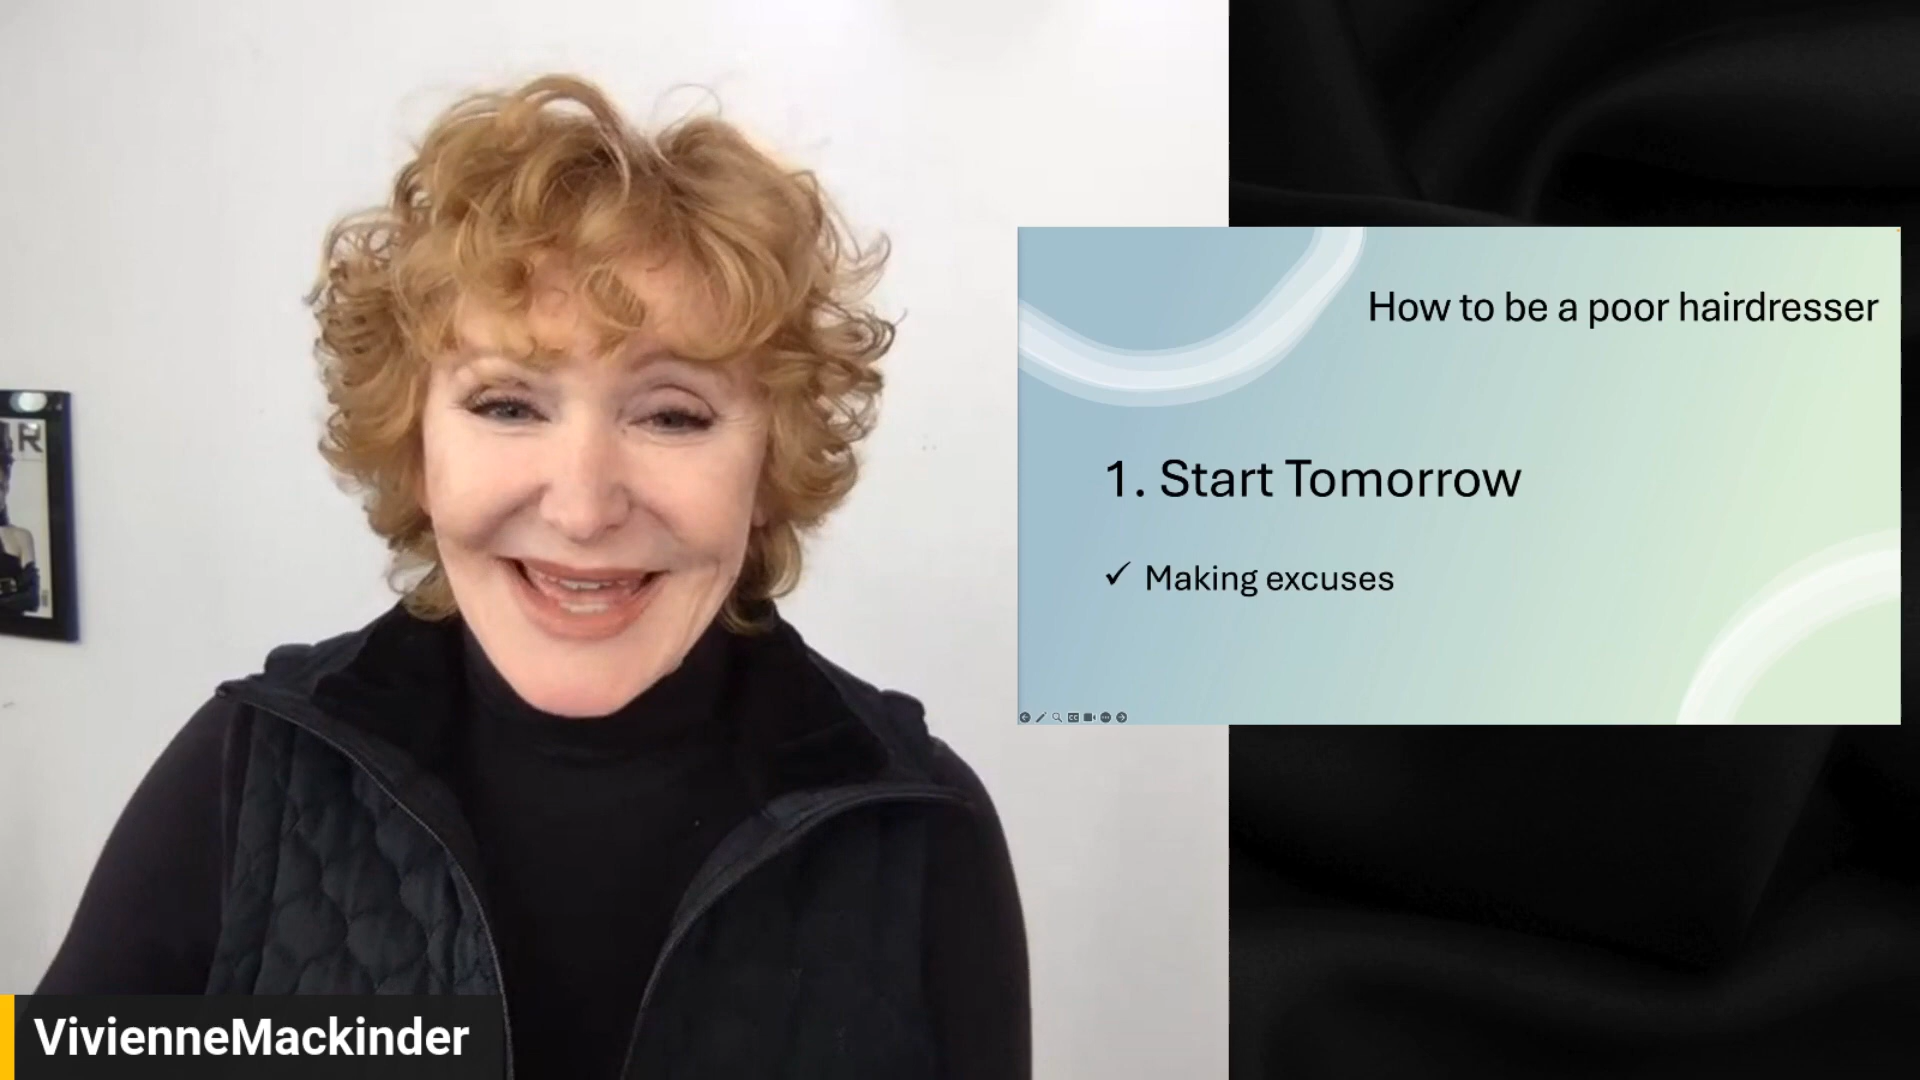 R
How to be a poor hairdresser
1. Start Tomorrow
✓ Making excuses
VivienneMackinder